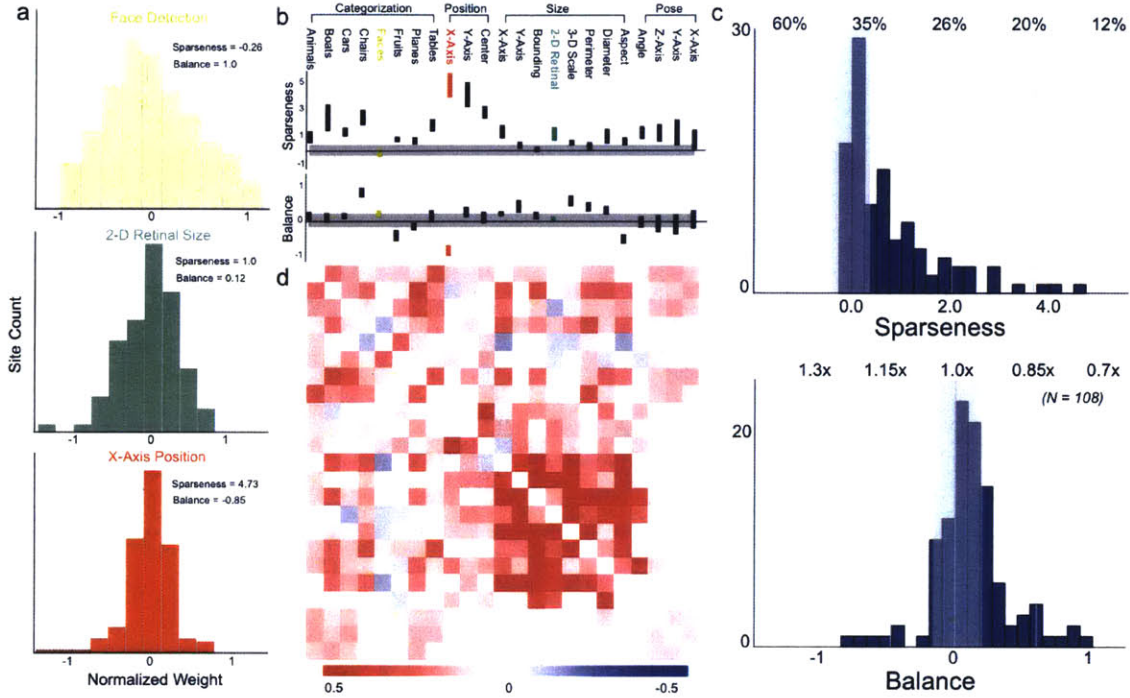 a
Face Detection
Sparseness = -0.26
Balance = 1.0
-1 0 1
2-D Retinal Size
Sparseness = 1.0
Balance = 0.12
-1 0 1
X-Axis Position
Sparseness = 4.73
Balance = -0.85
-1 0 1
Site Count
Normalized Weight
b
Categorization Position Size Pose
Animals
Boats
Cars
Chairs
Faces
Fruits
Planes
Tables
X-Axis
Y-Axis
Center
X-Axis
Y-Axis
Bounding
2-D Retinal
3-D Scale
Perimeter
Diameter
Aspect
Angle
Z-Axis
Y-Axis
X-Axis
Sparseness
5
3
1
-1
Balance
1
0
-1
d
0.5 0 -0.5
c
60% 35% 26% 20% 12%
30
0
0.0 2.0 4.0
Sparseness
1.3x 1.15x 1.0x 0.85x 0.7x
(N = 108)
20
0
-1 0 1
Balance